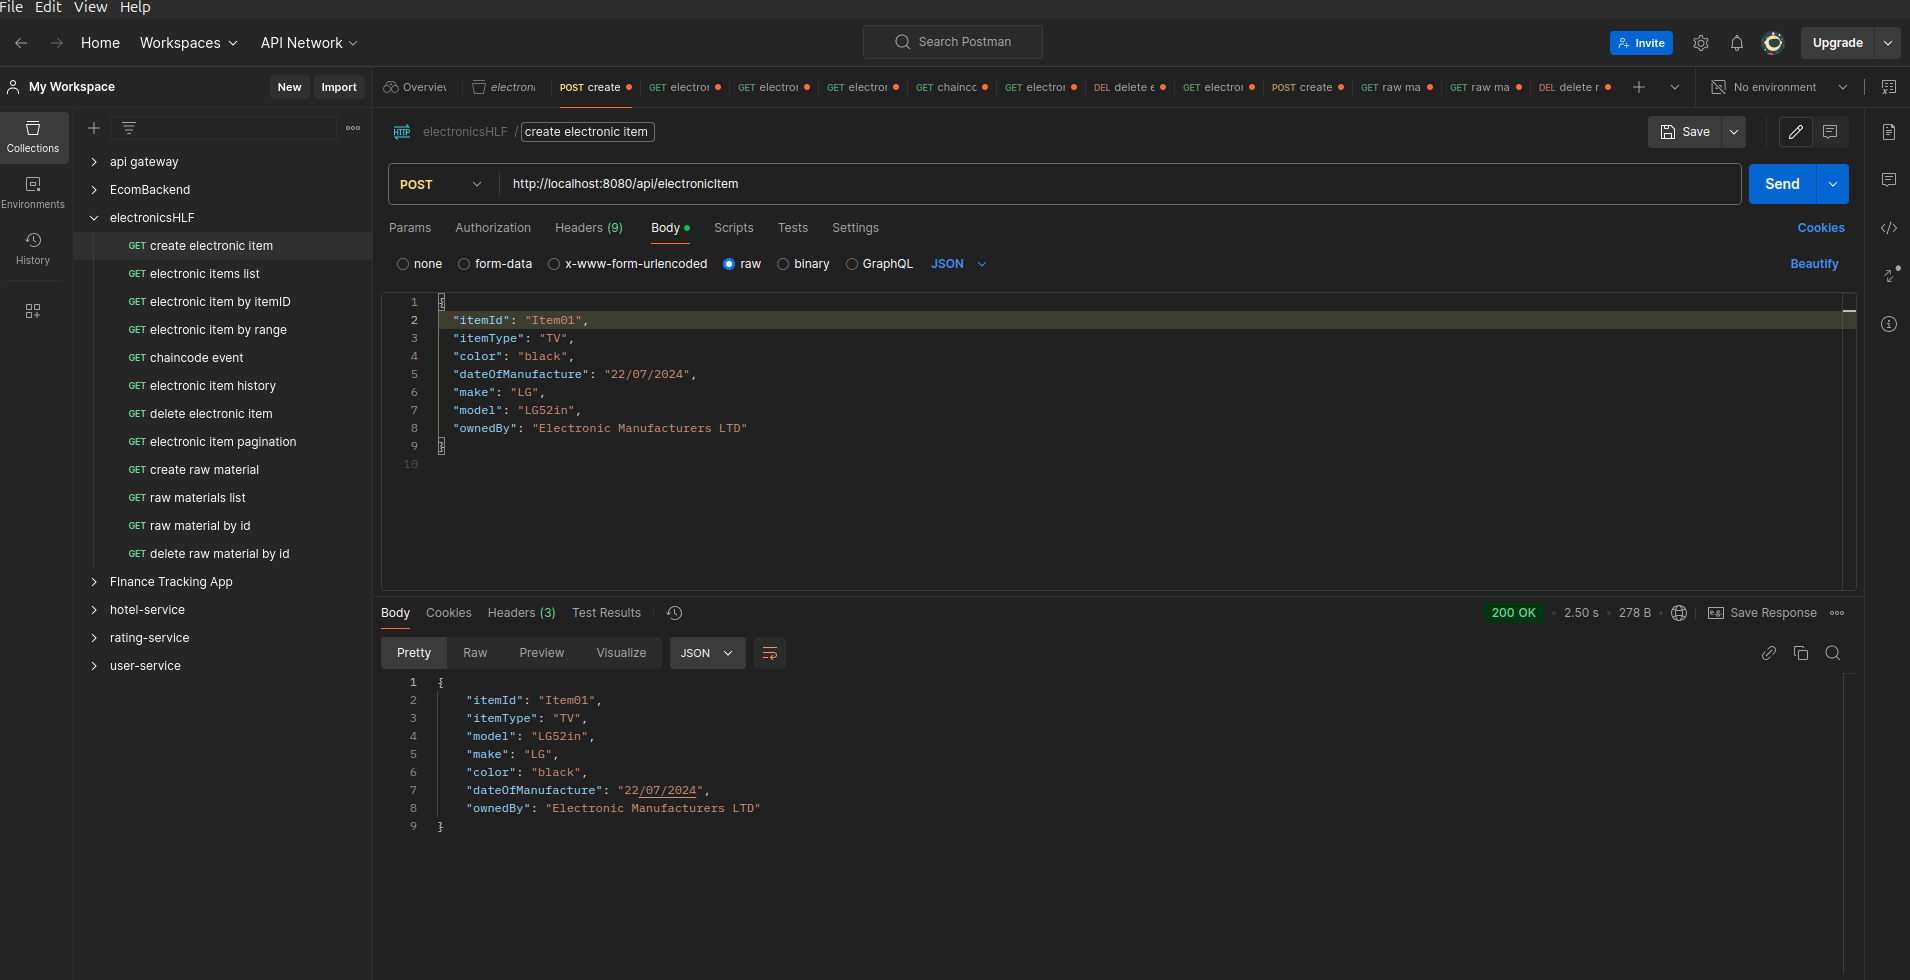 File Edit View Help
Home Workspaces API Network Search Postman Invite Upgrade
My Workspace New Import
Overview electroni POST create GET electror GET electror GET electror GET chaincc GET electror DEL delete e GET electror POST create GET raw ma GET raw ma DEL delete r No environment
Collections
Environments
History
api gateway
EcomBackend
electronicsHLF
GET create electronic item
GET electronic items list
GET electronic item by itemID
GET electronic item by range
GET chaincode event
GET electronic item history
GET delete electronic item
GET electronic item pagination
GET create raw material
GET raw materials list
GET raw material by id
GET delete raw material by id
FInance Tracking App
hotel-service
rating-service
user-service
HTTP electronicsHLF / create electronic item Save
POST http://localhost:8080/api/electronicItem Send
Params Authorization Headers (9) Body Scripts Tests Settings Cookies
none form-data x-www-form-urlencoded raw binary GraphQL JSON Beautify
1 {
2 "itemId": "Item01",
3 "itemType": "TV",
4 "color": "black",
5 "dateOfManufacture": "22/07/2024",
6 "make": "LG",
7 "model": "LG52in",
8 "ownedBy": "Electronic Manufacturers LTD"
9 }
10
Body Cookies Headers (3) Test Results 200 OK 2.50 s 278 B e.g. Save Response
Pretty Raw Preview Visualize JSON
1 {
2 "itemId": "Item01",
3 "itemType": "TV",
4 "model": "LG52in",
5 "make": "LG",
6 "color": "black",
7 "dateOfManufacture": "22/07/2024",
8 "ownedBy": "Electronic Manufacturers LTD"
9 }